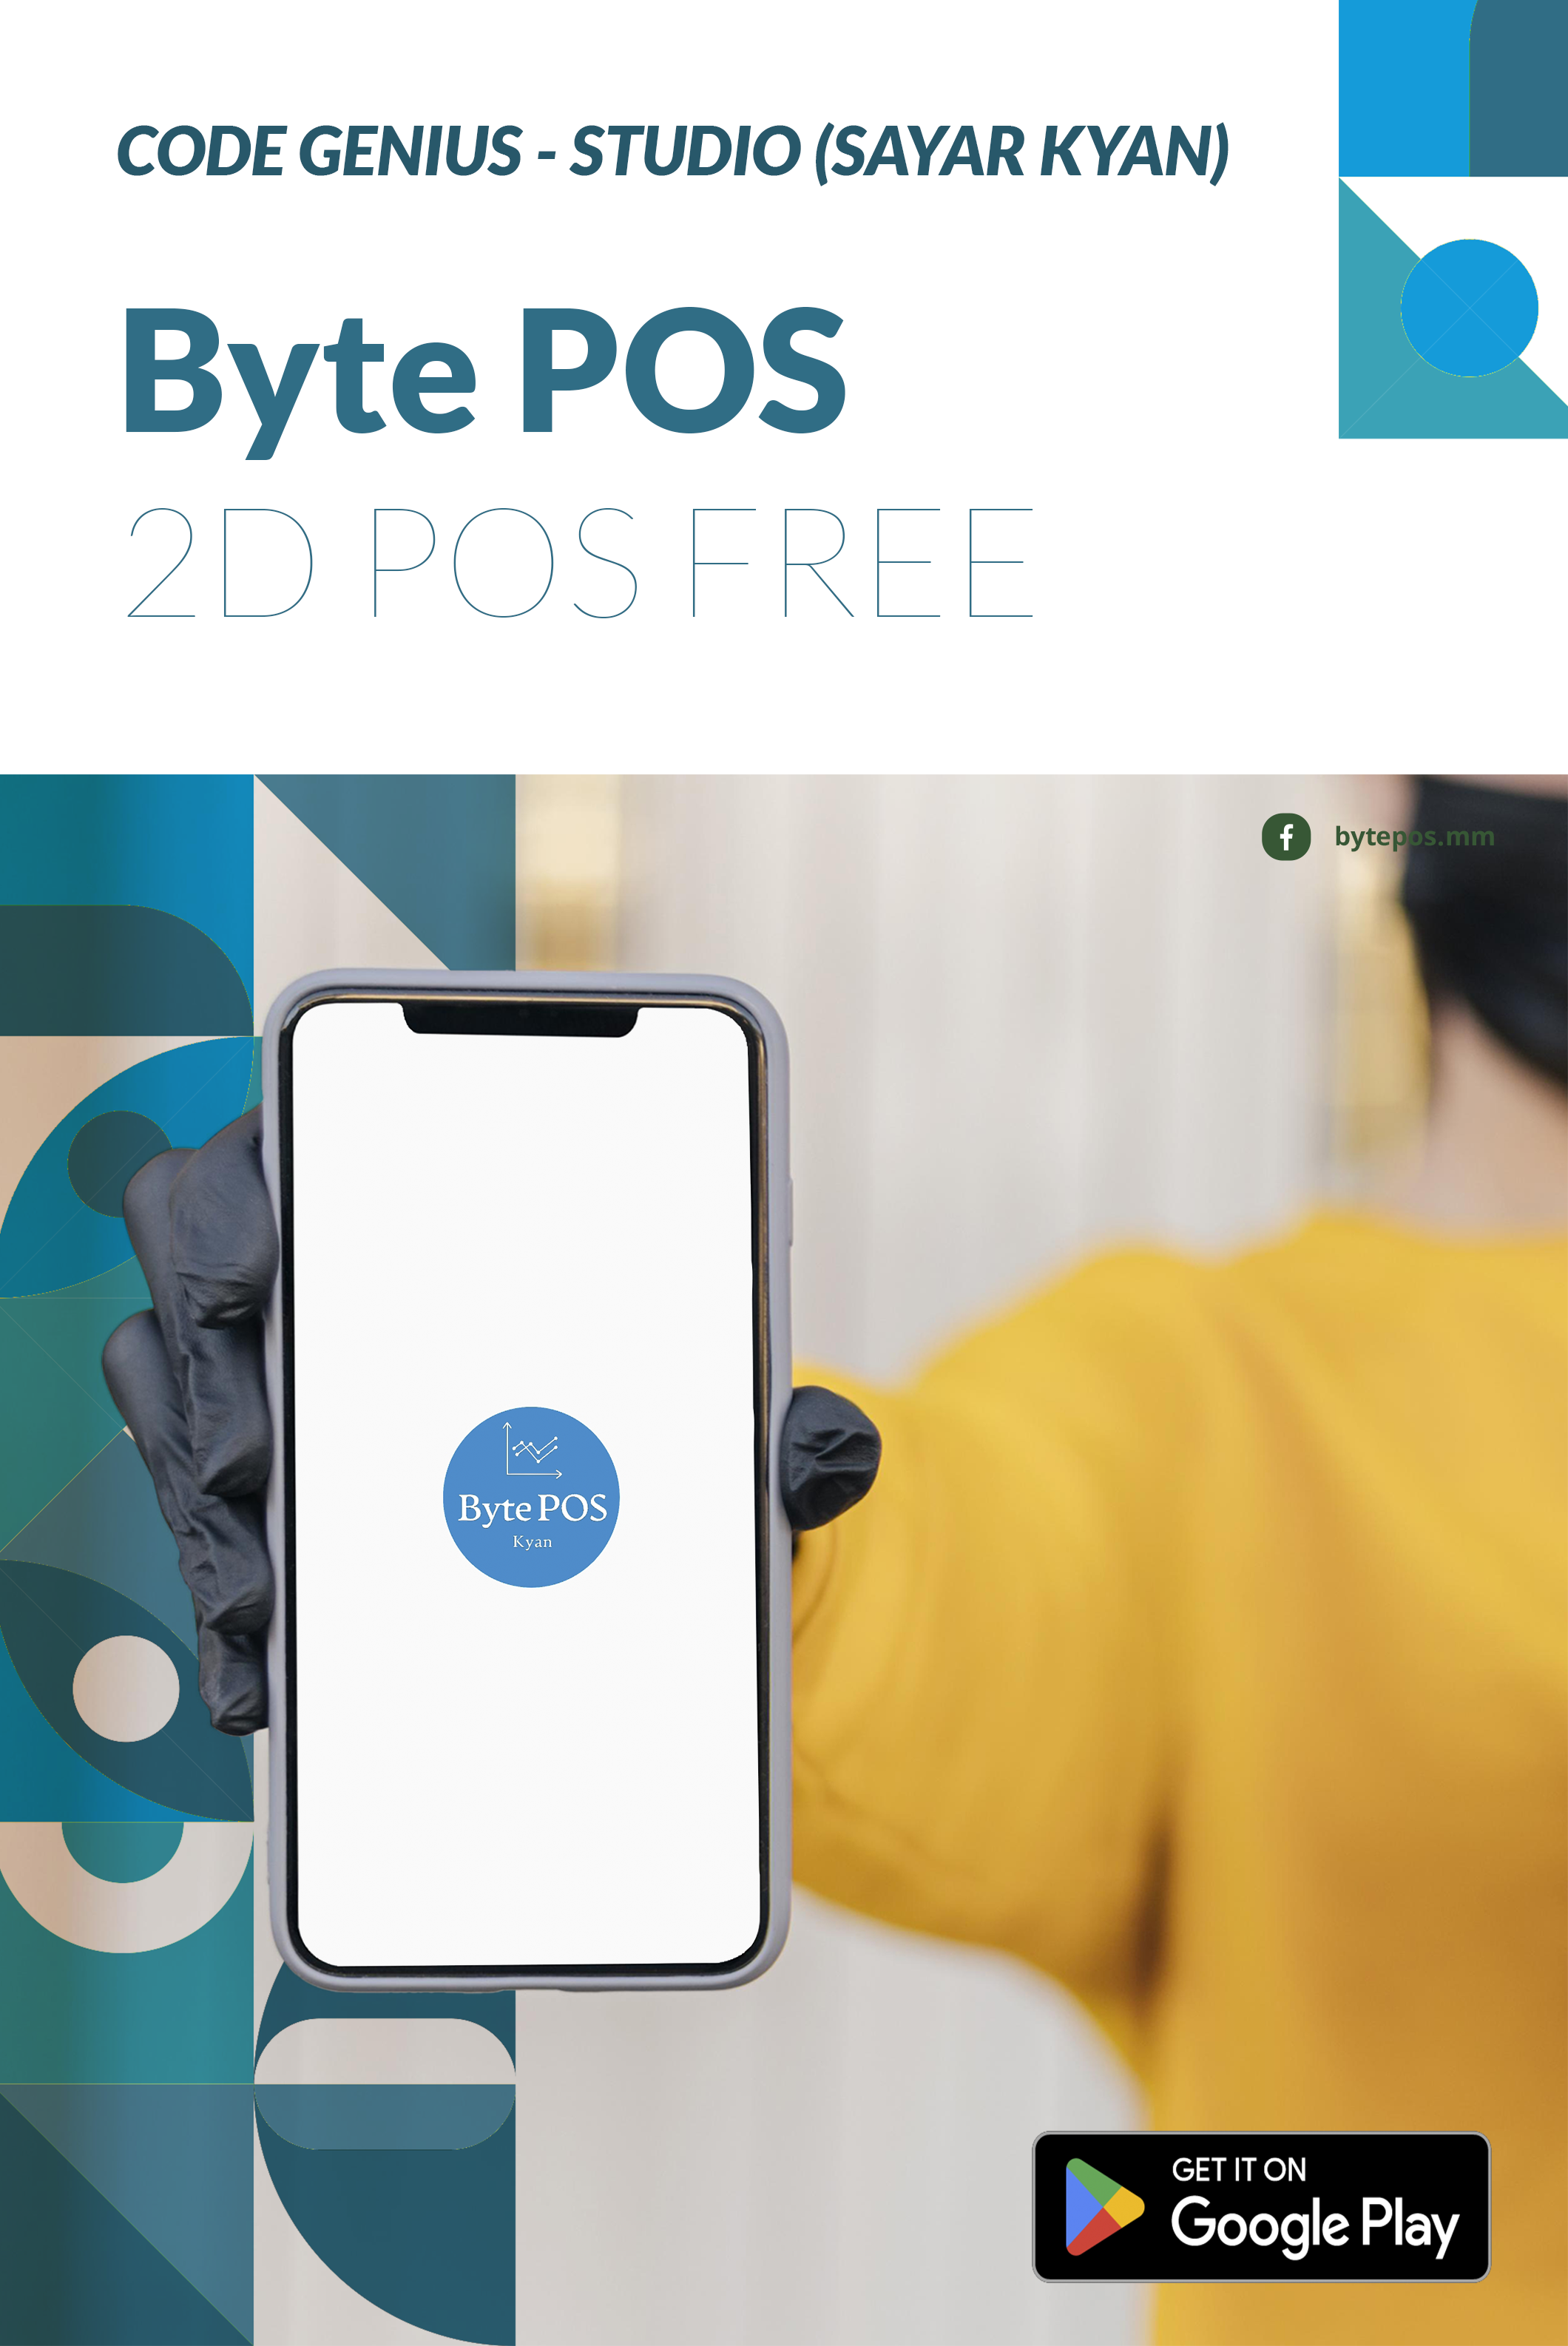 CODE GENIUS - STUDIO (SAYAR KYAN)
Byte POS
2D POS FREE
bytepos.mm
Byte POS
Kyan
GET IT ON
Google Play